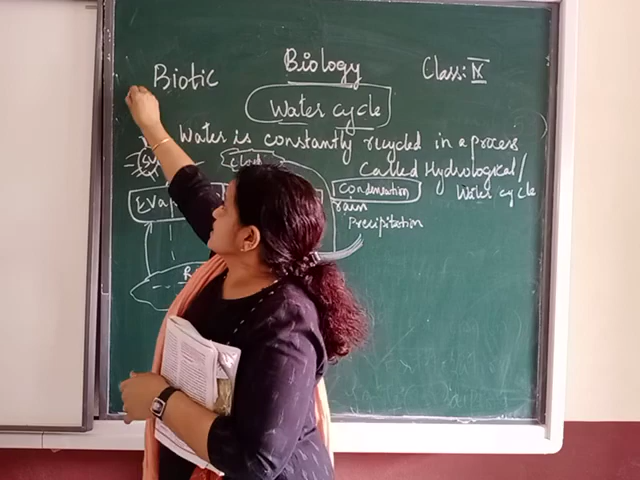 Biology
Biotic
Class: IX
Water cycle
Water is constantly recycled in a process
Called Hydrological/
Water cycle
Cloud
Condensation
rain
Precipitation